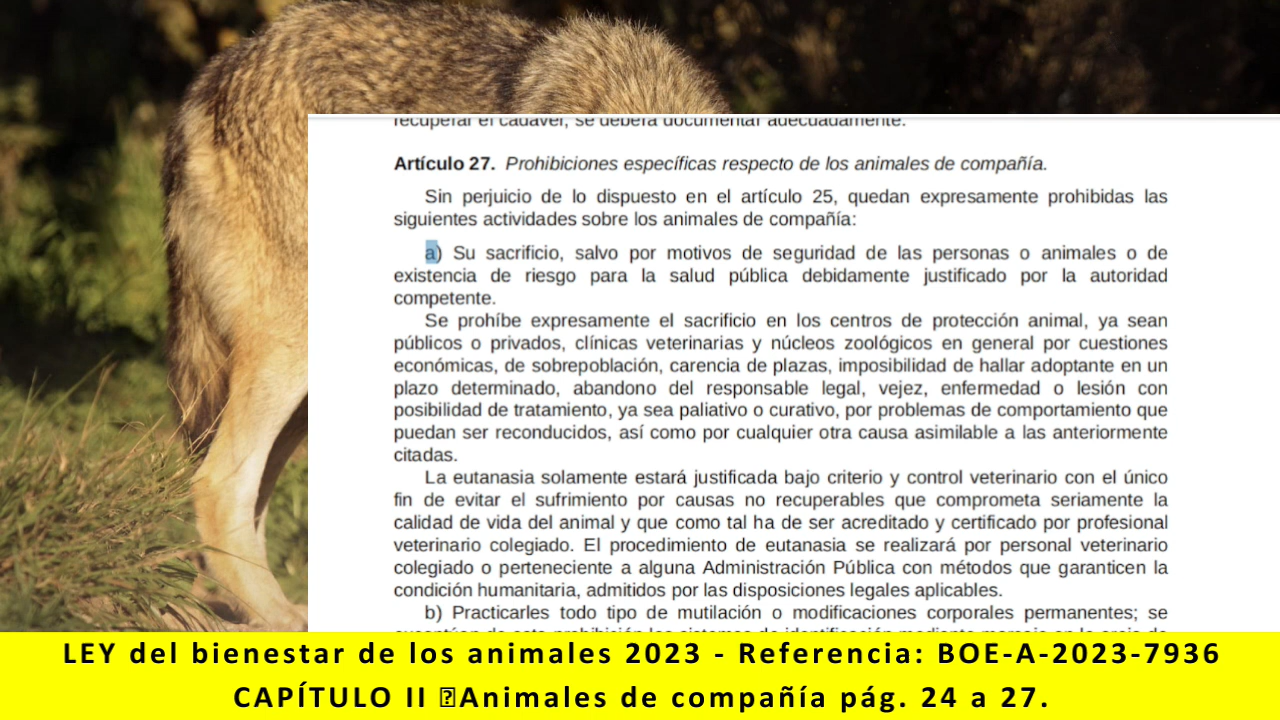 recuperar el cadáver, se deberá documentar adecuadamente.
Artículo 27. Prohibiciones específicas respecto de los animales de compañía.
Sin perjuicio de lo dispuesto en el artículo 25, quedan expresamente prohibidas las
siguientes actividades sobre los animales de compañía:
a) Su sacrificio, salvo por motivos de seguridad de las personas o animales o de
existencia de riesgo para la salud pública debidamente justificado por la autoridad
competente.
Se prohíbe expresamente el sacrificio en los centros de protección animal, ya sean
públicos o privados, clínicas veterinarias y núcleos zoológicos en general por cuestiones
económicas, de sobrepoblación, carencia de plazas, imposibilidad de hallar adoptante en un
plazo determinado, abandono del responsable legal, vejez, enfermedad o lesión con
posibilidad de tratamiento, ya sea paliativo o curativo, por problemas de comportamiento que
puedan ser reconducidos, así como por cualquier otra causa asimilable a las anteriormente
citadas.
La eutanasia solamente estará justificada bajo criterio y control veterinario con el único
fin de evitar el sufrimiento por causas no recuperables que comprometa seriamente la
calidad de vida del animal y que como tal ha de ser acreditado y certificado por profesional
veterinario colegiado. El procedimiento de eutanasia se realizará por personal veterinario
colegiado o perteneciente a alguna Administración Pública con métodos que garanticen la
condición humanitaria, admitidos por las disposiciones legales aplicables.
b) Practicarles todo tipo de mutilación o modificaciones corporales permanentes; se
LEY del bienestar de los animales 2023 - Referencia: BOE-A-2023-7936
CAPÍTULO II Animales de compañía pág. 24 a 27.